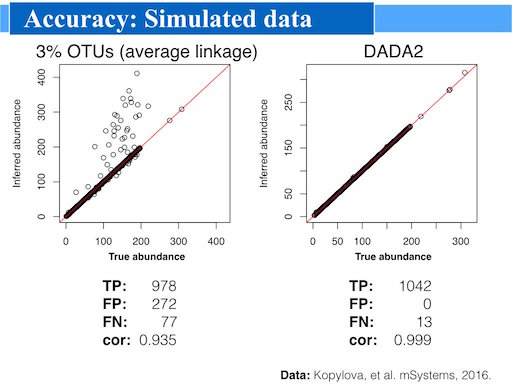 Accuracy: Simulated data
3% OTUs (average linkage)
DADA2
Inferred abundance
400
300
200
100
0
0 100 200 300 400
True abundance
Inferred abundance
250
150
50
0
0 50 100 200 300
True abundance
TP: 978
FP: 272
FN: 77
cor: 0.935
TP: 1042
FP: 0
FN: 13
cor: 0.999
Data: Kopylova, et al. mSystems, 2016.